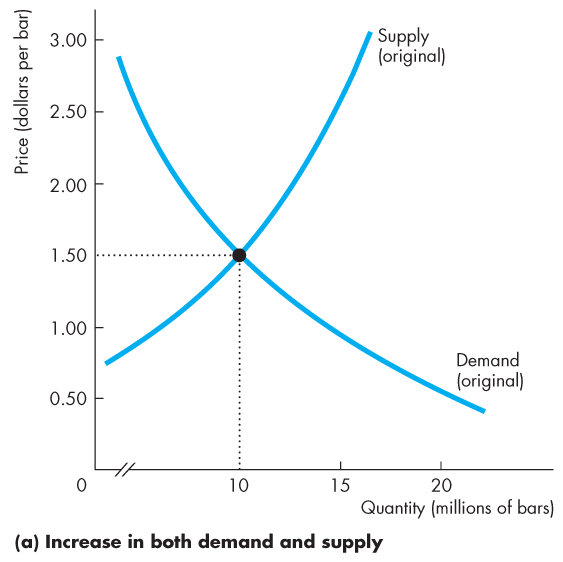 Price (dollars per bar)
3.00
2.50
2.00
1.50
1.00
0.50
0
10
15
20
Supply
(original)
Demand
(original)
Quantity (millions of bars)
(a) Increase in both demand and supply